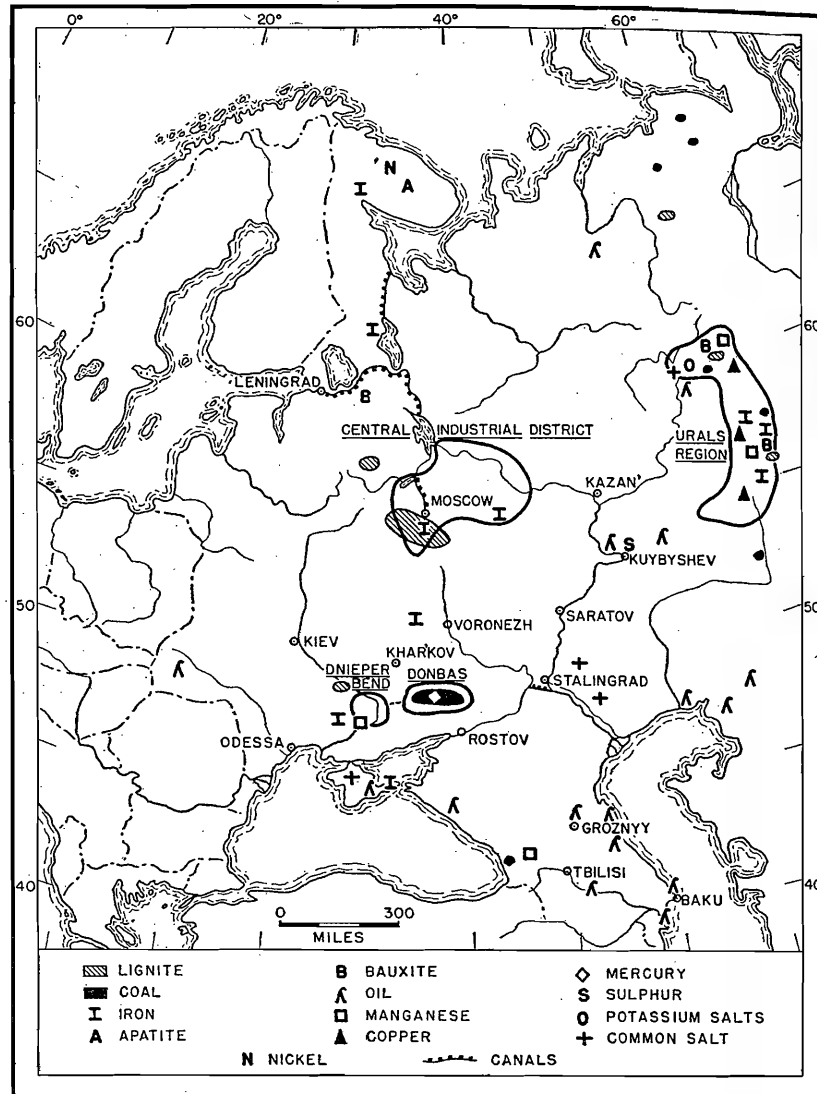 0° 20° 40° 60°
N
A
I
60 60
I
B
O
B
LENINGRAD
B
CENTRAL INDUSTRIAL DISTRICT
I
I
B
URALS
REGION
I
KAZAN'
MOSCOW
I
I
S
KUYBYSHEV
50 50
I
VORONEZH
SARATOV
KIEV
KHARKOV
DNIEPER
BEND
DONBAS
STALINGRAD
I
ODESSA
ROSTOV
I
GROZNYY
TBILISI
40 40
BAKU
0 300
MILES
LIGNITE B BAUXITE MERCURY
COAL OIL S SULPHUR
I IRON MANGANESE O POTASSIUM SALTS
A APATITE COPPER + COMMON SALT
N NICKEL CANALS